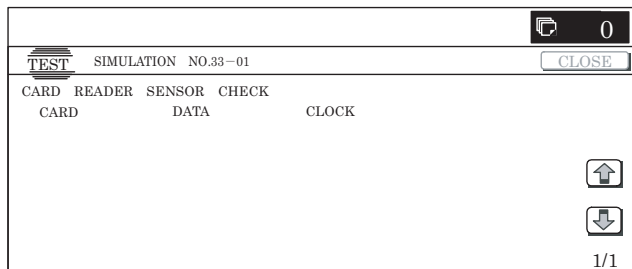 0
TEST SIMULATION NO.33−01 CLOSE
CARD READER SENSOR CHECK
CARD DATA CLOCK
1/1